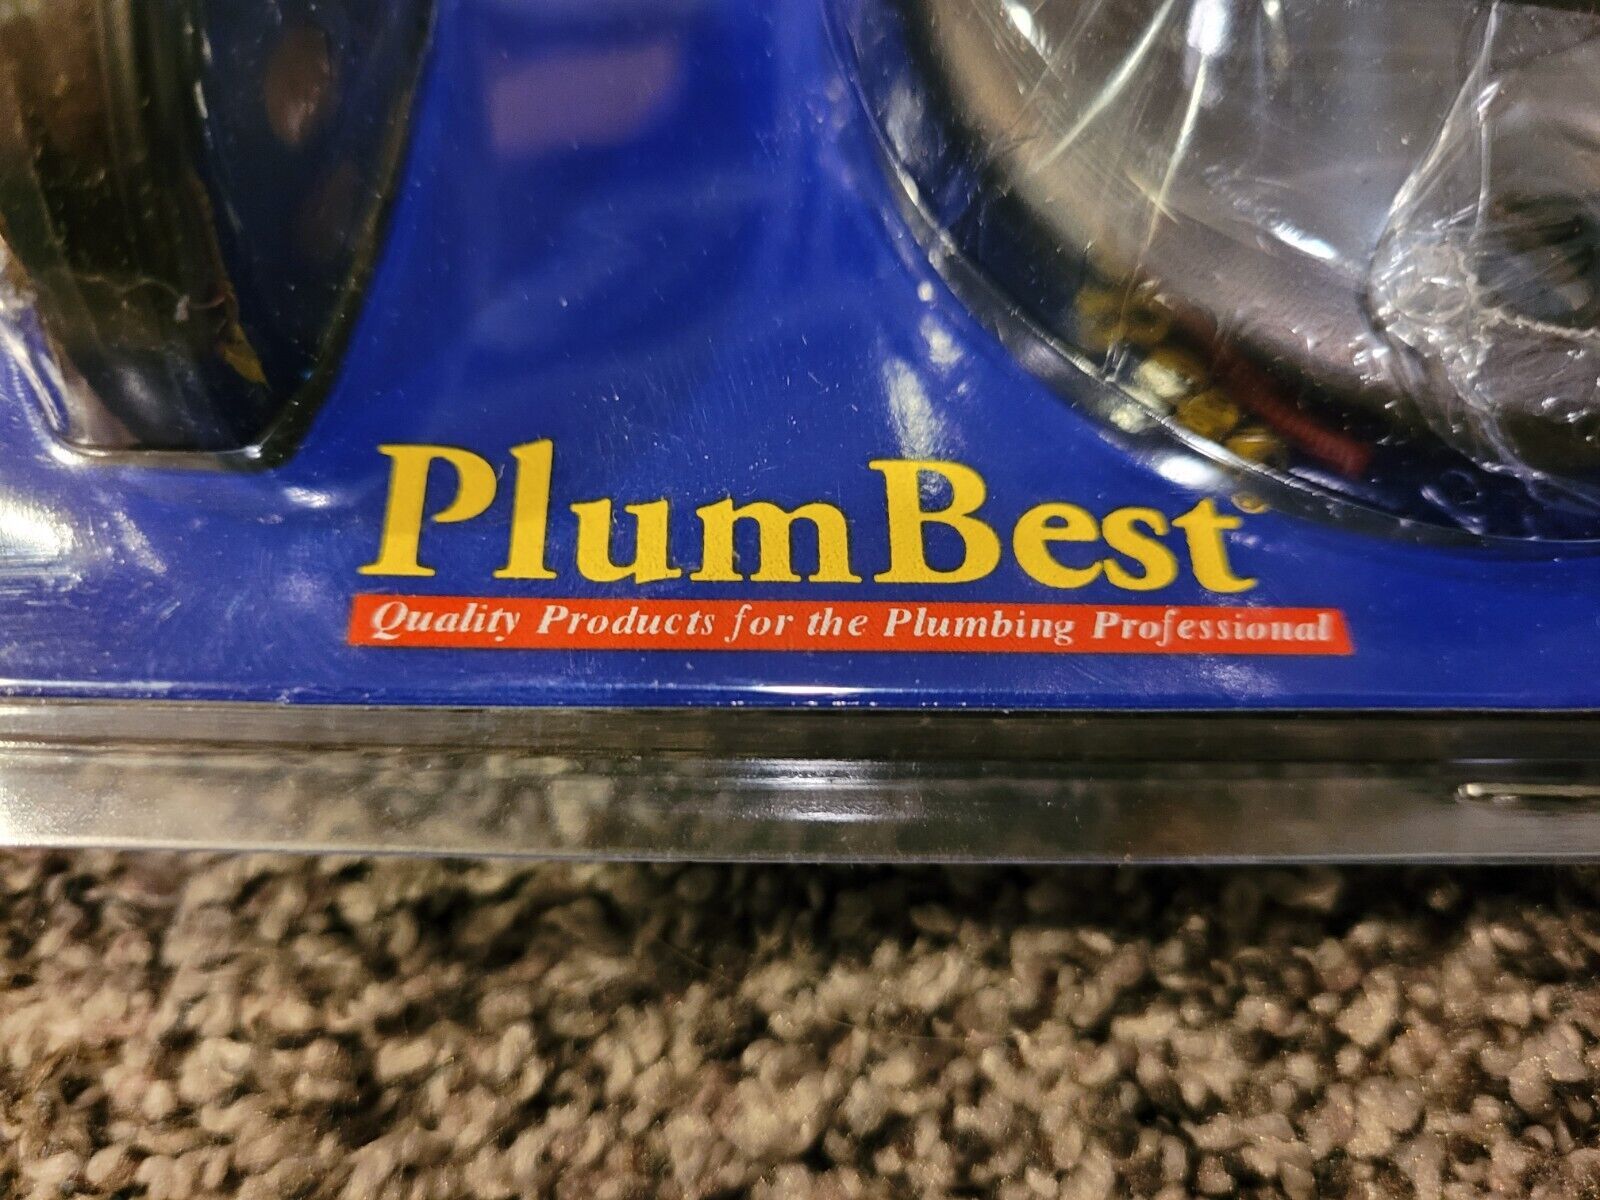 PlumBest
Quality Products for the Plumbing Professional